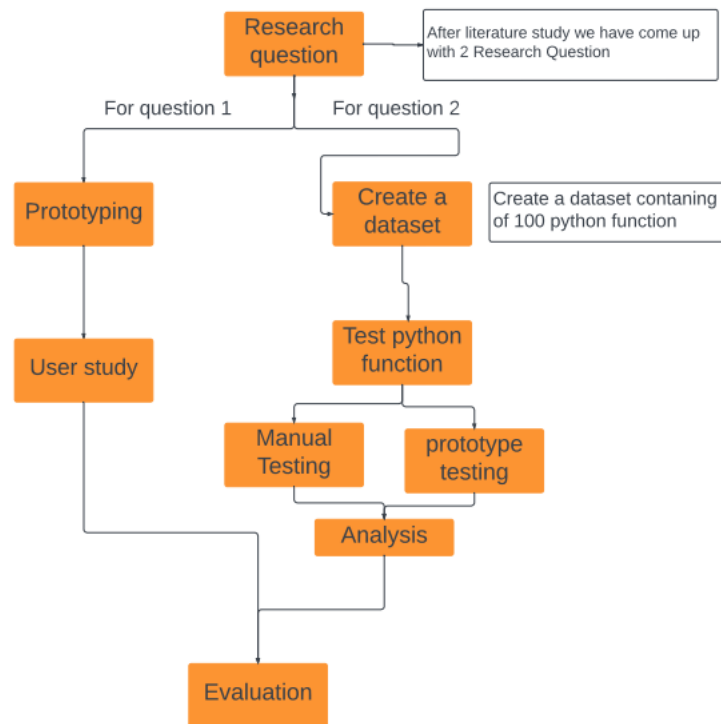 Research
question
After literature study we have come up
with 2 Research Question
For question 1
For question 2
Prototyping
Create a
dataset
Create a dataset contaning
of 100 python function
Test python
function
User study
Manual
Testing
prototype
testing
Analysis
Evaluation